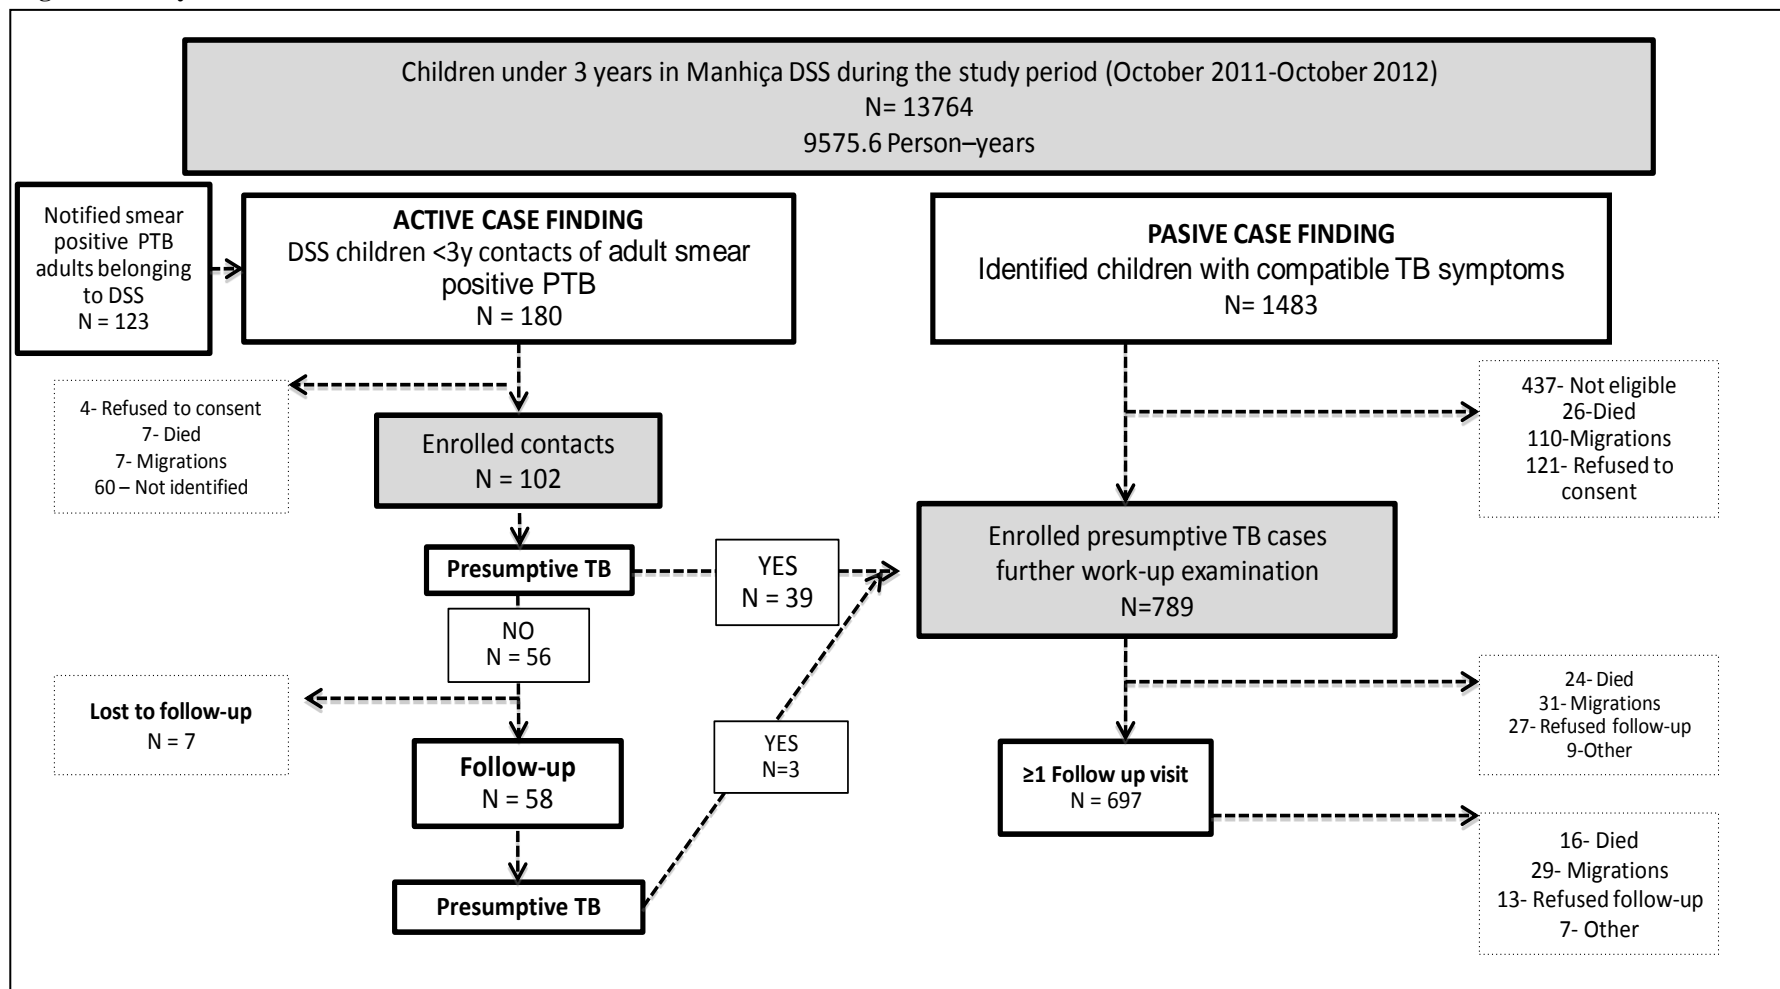 Children under 3 years in Manhiça DSS during the study period (October 2011-October 2012)
N= 13764
9575.6 Person–years
Notified smear
positive PTB
adults belonging
to DSS
N = 123
ACTIVE CASE FINDING
DSS children <3y contacts of adult smear
positive PTB
N = 180
PASIVE CASE FINDING
Identified children with compatible TB symptoms
N= 1483
4- Refused to consent
7- Died
7- Migrations
60 – Not identified
437- Not eligible
26-Died
110-Migrations
121- Refused to
consent
Enrolled contacts
N = 102
Enrolled presumptive TB cases
further work-up examination
N=789
Presumptive TB
YES
N = 39
NO
N = 56
Lost to follow-up
N = 7
24- Died
31- Migrations
27- Refused follow-up
9-Other
Follow-up
N = 58
YES
N=3
≥1 Follow up visit
N = 697
16- Died
29- Migrations
13- Refused follow-up
7- Other
Presumptive TB